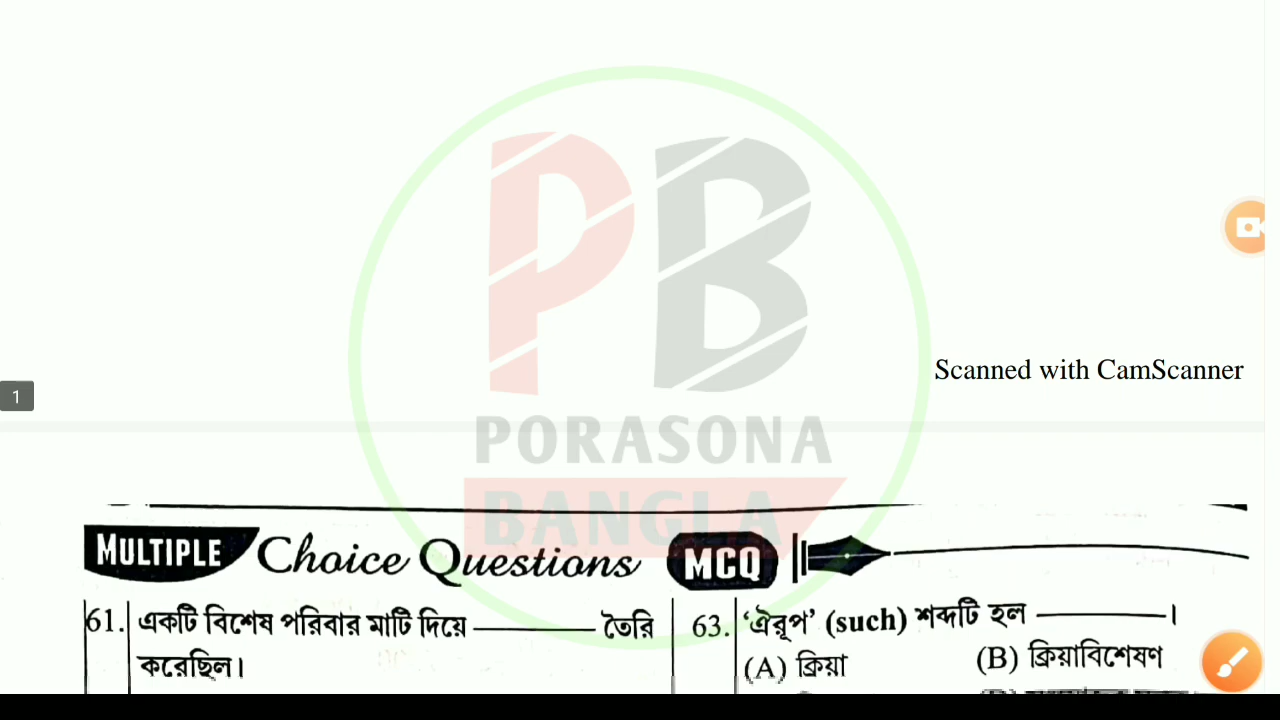 PB
Scanned with CamScanner
1
PORASONA
BANGLA
MULTIPLE Choice Questions MCQ
61. একটি বিশেষ পরিবার মাটি দিয়ে ———— তৈরি
করেছিল।
63. ‘ঐরূপ’ (such) শব্দটি হল ————।
(A) ক্রিয়া (B) ক্রিয়াবিশেষণ